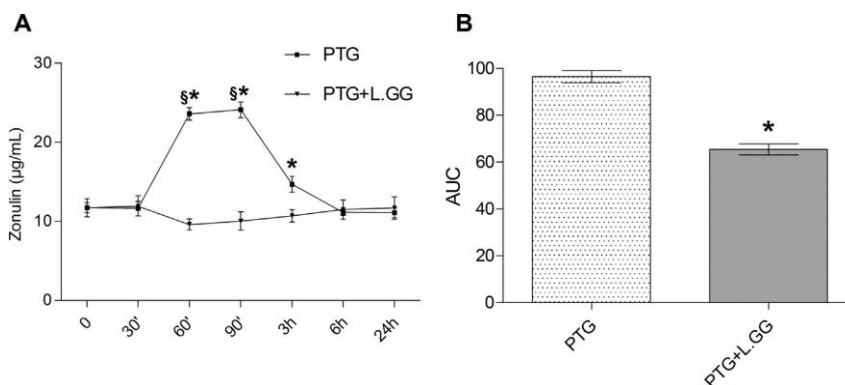 A
PTG
PTG+L.GG
Zonulin (µg/mL)
30
20
10
0
§*
§*
*
0
30'
60'
90'
3h
6h
24h
B
AUC
100
80
60
40
20
0
*
PTG
PTG+L.GG